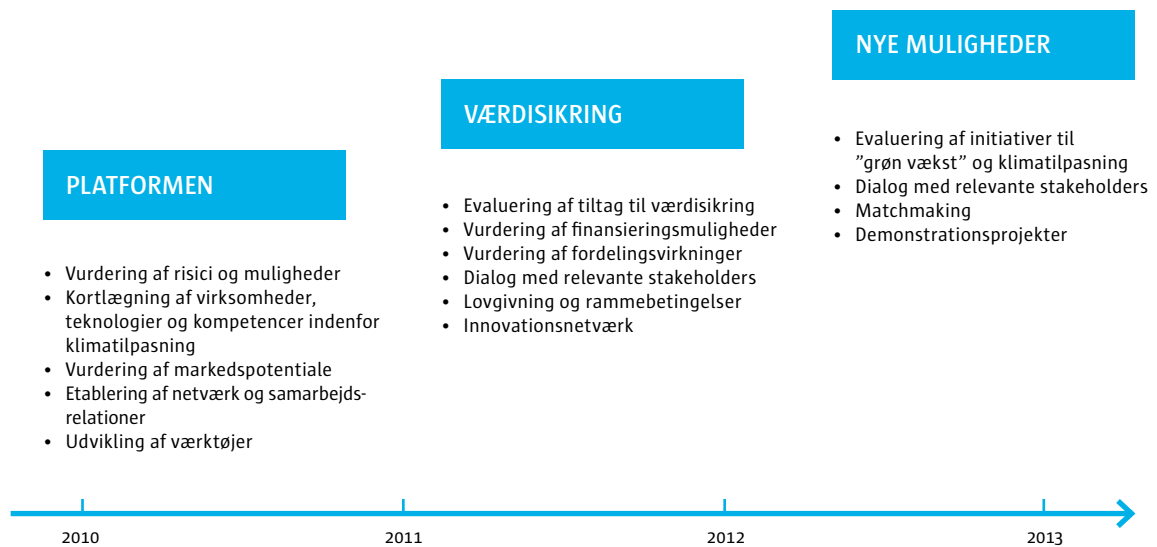 PLATFORMEN
• Vurdering af risici og muligheder
• Kortlægning af virksomheder,
teknologier og kompetencer indenfor
klimatilpasning
• Vurdering af markedspotentiale
• Etablering af netværk og samarbejds-
relationer
• Udvikling af værktøjer
VÆRDISIKRING
• Evaluering af tiltag til værdisikring
• Vurdering af finansieringsmuligheder
• Vurdering af fordelingsvirkninger
• Dialog med relevante stakeholders
• Lovgivning og rammebetingelser
• Innovationsnetværk
NYE MULIGHEDER
• Evaluering af initiativer til
”grøn vækst” og klimatilpasning
• Dialog med relevante stakeholders
• Matchmaking
• Demonstrationsprojekter
2010
2011
2012
2013